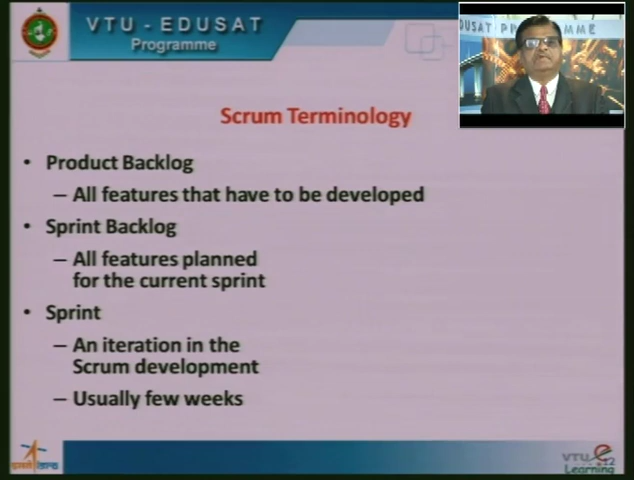 VTU - EDUSAT
Programme
EDUSAT PROGRAMME
Scrum Terminology
• Product Backlog
– All features that have to be developed
• Sprint Backlog
– All features planned
for the current sprint
• Sprint
– An iteration in the
Scrum development
– Usually few weeks
VTU e
12
Learning